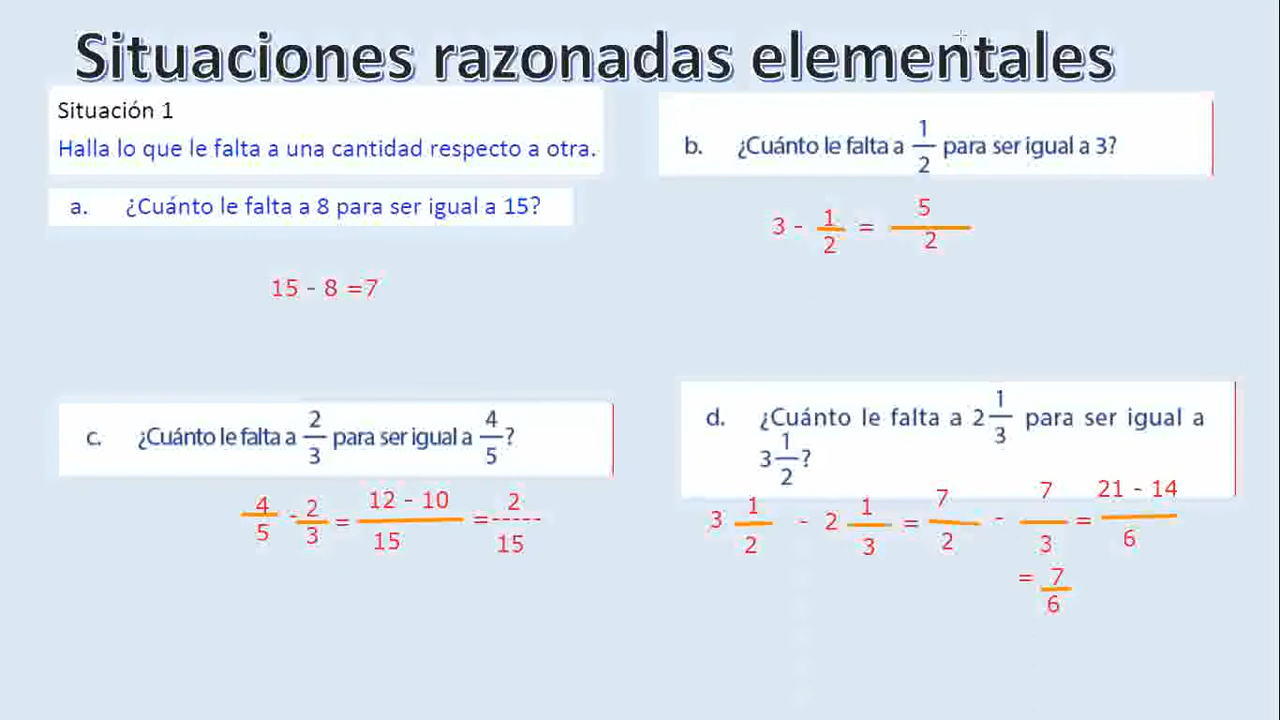 Situaciones razonadas elementales
Situación 1
Halla lo que le falta a una cantidad respecto a otra.
a. ¿Cuánto le falta a 8 para ser igual a 15?
15 - 8 =7
b. ¿Cuánto le falta a 1/2 para ser igual a 3?
3 - 1/2 = 5/2
c. ¿Cuánto le falta a 2/3 para ser igual a 4/5?
4/5 - 2/3 = 12 - 10/15 = 2/15
d. ¿Cuánto le falta a 2 1/3 para ser igual a
3 1/2?
3 1/2 - 2 1/3 = 7/2 - 7/3 = 21 - 14/6
= 7/6